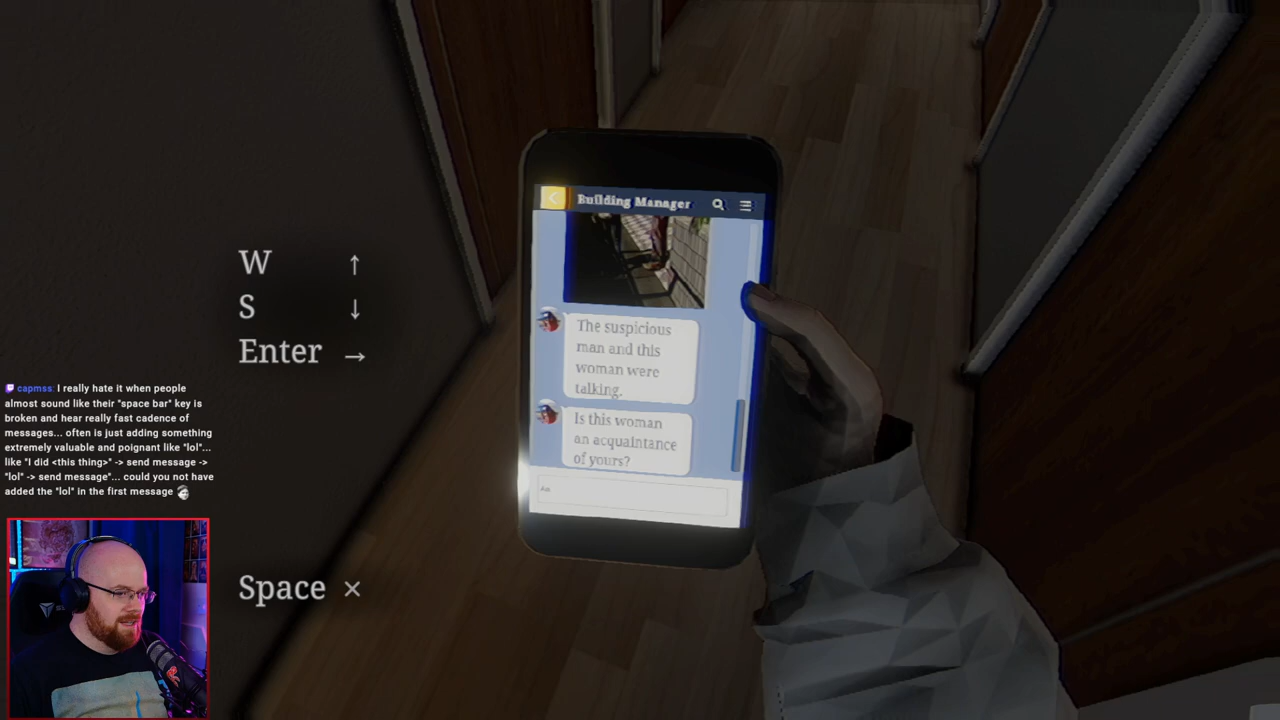 Building Manager
The suspicious
man and this
woman were
talking.
Is this woman
an acquaintance
of yours?
Aa
W ↑
S ↓
Enter →
Space ×
capmss: I really hate it when people
almost sound like their "space bar" key is
broken and hear really fast cadence of
messages... often is just adding something
extremely valuable and poignant like "lol"...
like "I did <this thing>" -> send message ->
"lol" -> send message"... could you not have
added the "lol" in the first message